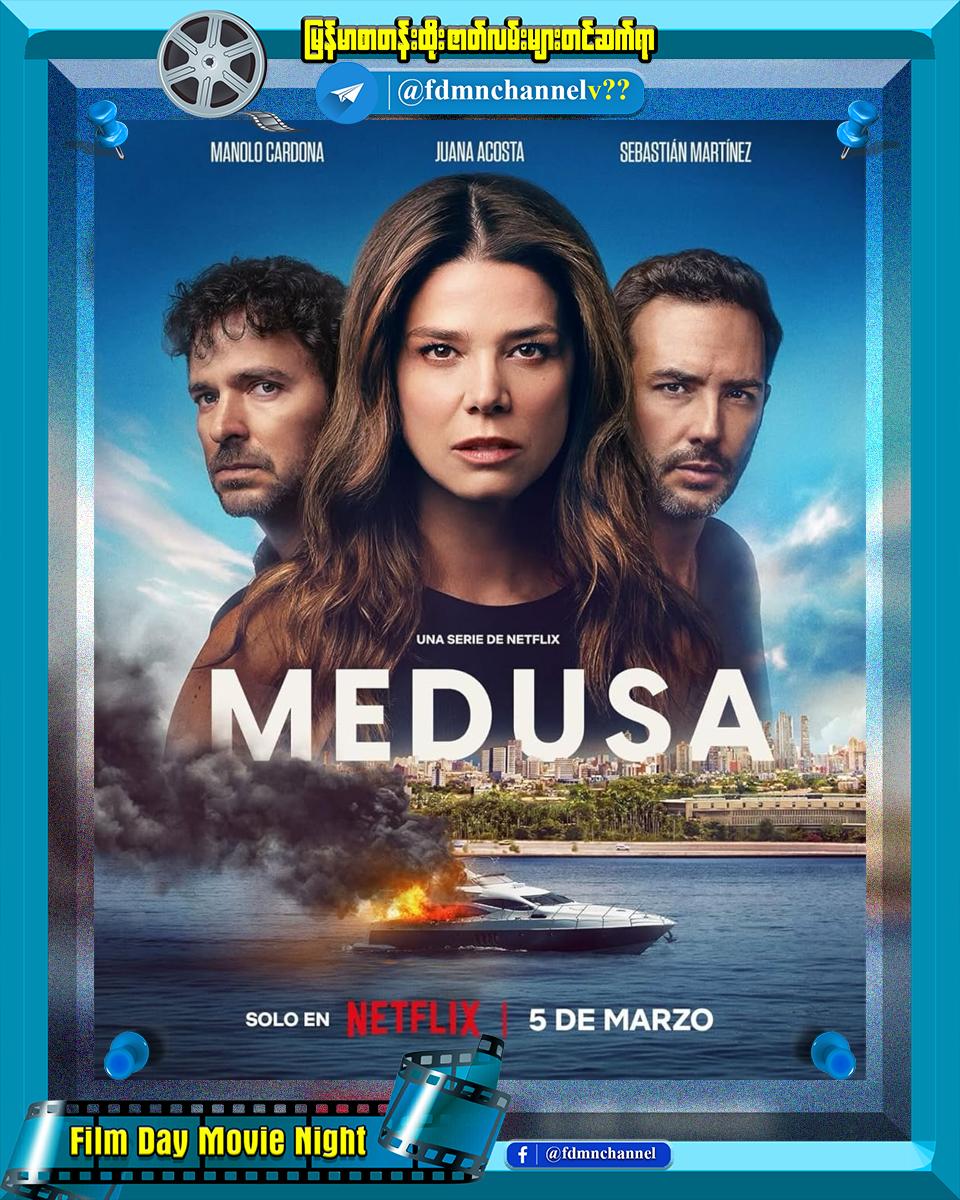 မြန်မာစာတန်းထိုးဇာတ်လမ်းများတင်ဆက်ရာ
@fdmnchannelv??
MANOLO CARDONA JUANA ACOSTA SEBASTIÁN MARTÍNEZ
UNA SERIE DE NETFLIX
MEDUSA
SOLO EN NETFLIX | 5 DE MARZO
Film Day Movie Night
f | @fdmnchannel